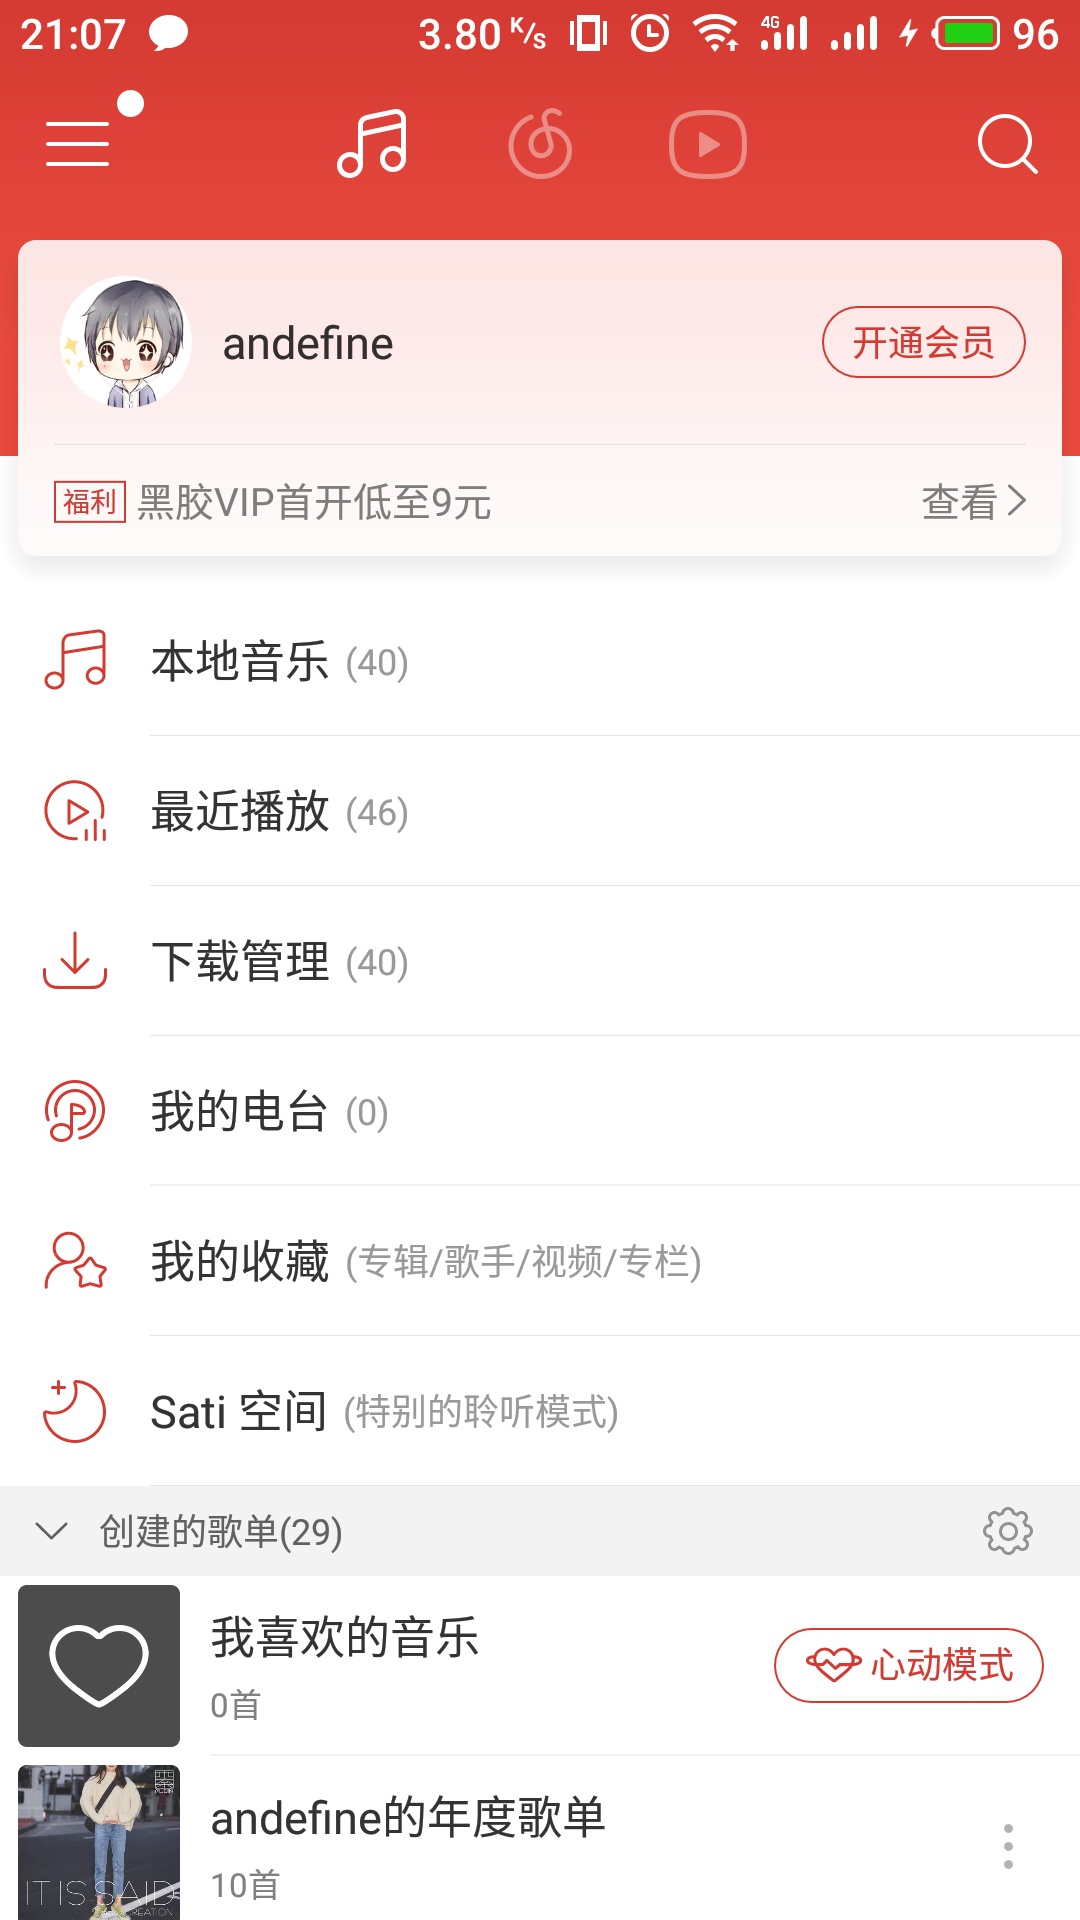 21:07 3.80 K/s 4G 96
andefine 开通会员
福利 黑胶VIP首开低至9元 查看
本地音乐 (40)
最近播放 (46)
下载管理 (40)
我的电台 (0)
我的收藏 (专辑/歌手/视频/专栏)
Sati 空间 (特别的聆听模式)
创建的歌单(29)
我喜欢的音乐
0首
心动模式
andefine的年度歌单
10首
IT IS SAID